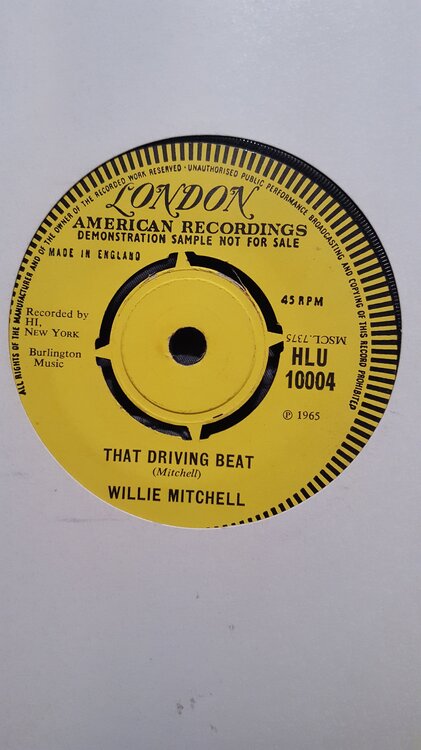 ALL RIGHTS OF THE MANUFACTURER AND OF THE OWNER OF THE RECORDED WORK RESERVED · UNAUTHORISED PUBLIC PERFORMANCE BROADCASTING AND COPYING OF THIS RECORD PROHIBITED
LONDON
AMERICAN RECORDINGS
DEMONSTRATION SAMPLE NOT FOR SALE
MADE IN ENGLAND
45 RPM
Recorded by
HI,
NEW YORK
Burlington
Music
MSCL.7375
HLU
10004
℗ 1965
THAT DRIVING BEAT
(Mitchell)
WILLIE MITCHELL